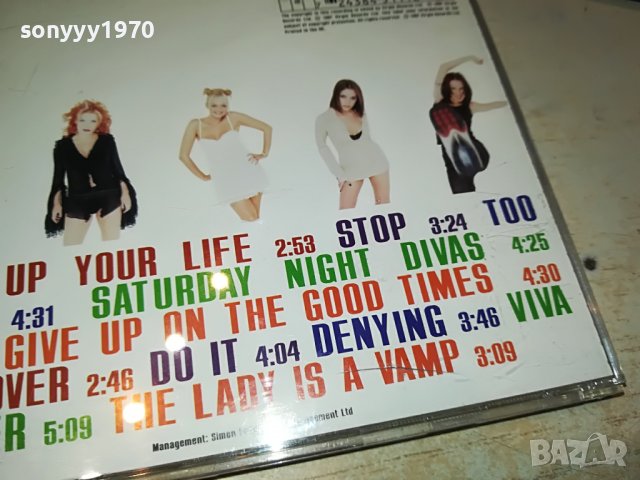 sonyyy1970
UP YOUR LIFE 2:53 STOP 3:24 TOO
4:31 SATURDAY NIGHT DIVAS 4:25
GIVE UP ON THE GOOD TIMES 4:30
OVER 2:46 DO IT 4:04 DENYING 3:46 VIVA
ER 5:09 THE LADY IS A VAMP 3:09
Management: Simon Ltd
BAZAR